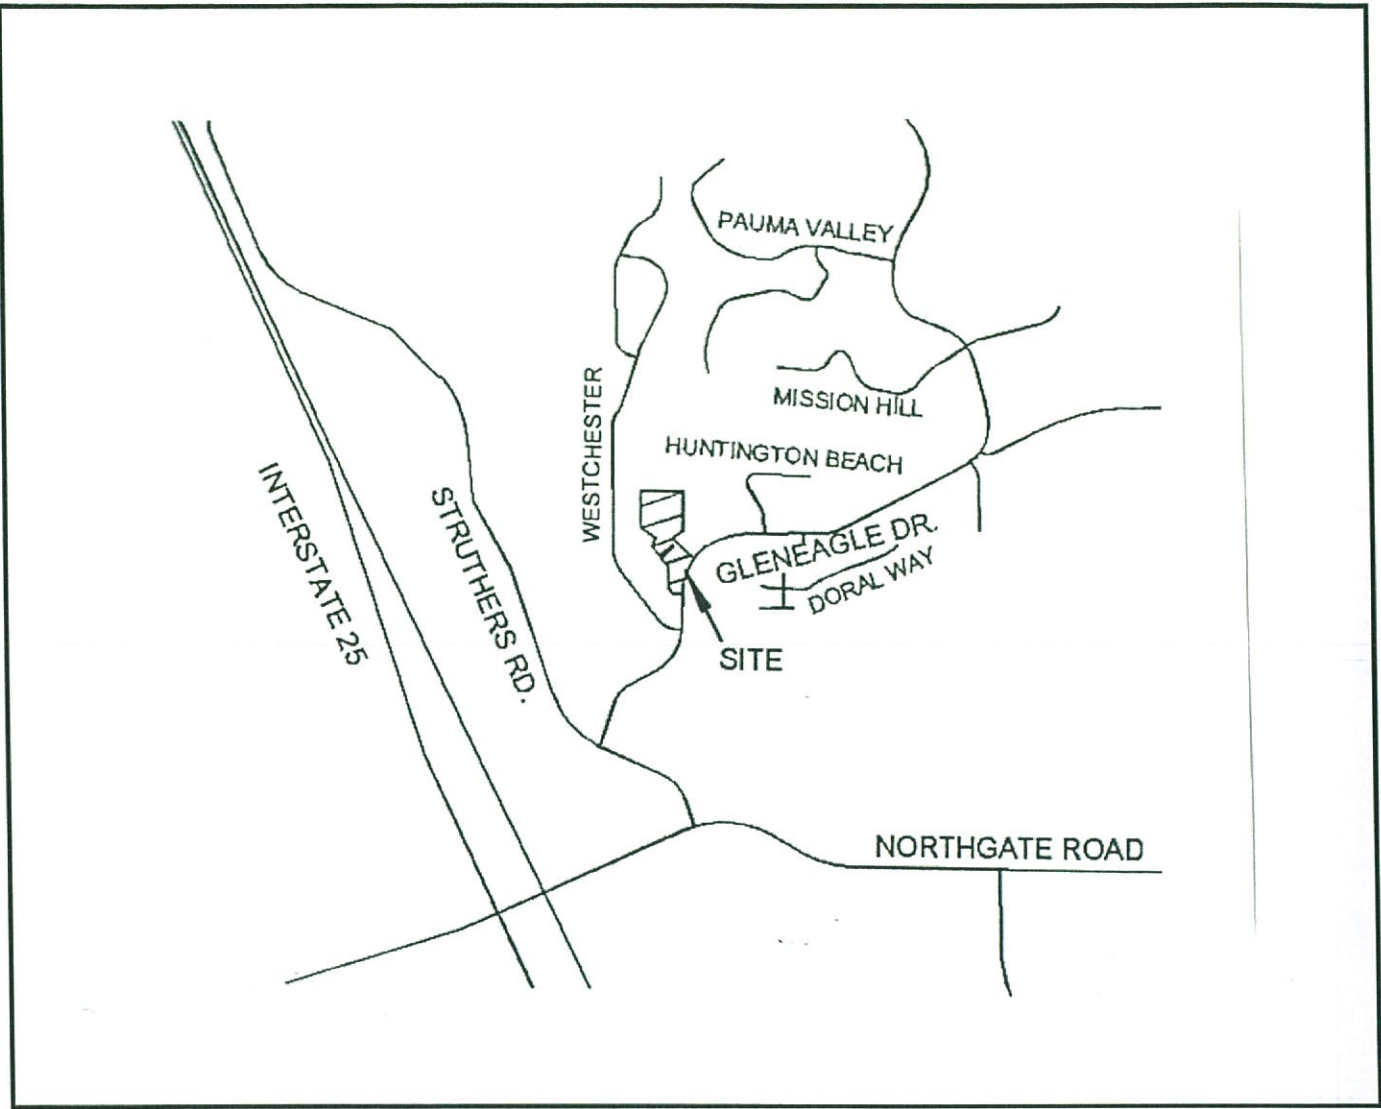 PAUMA VALLEY
WESTCHESTER
MISSION HILL
HUNTINGTON BEACH
INTERSTATE 25
STRUTHERS RD.
GLENEAGLE DR.
DORAL WAY
SITE
NORTHGATE ROAD